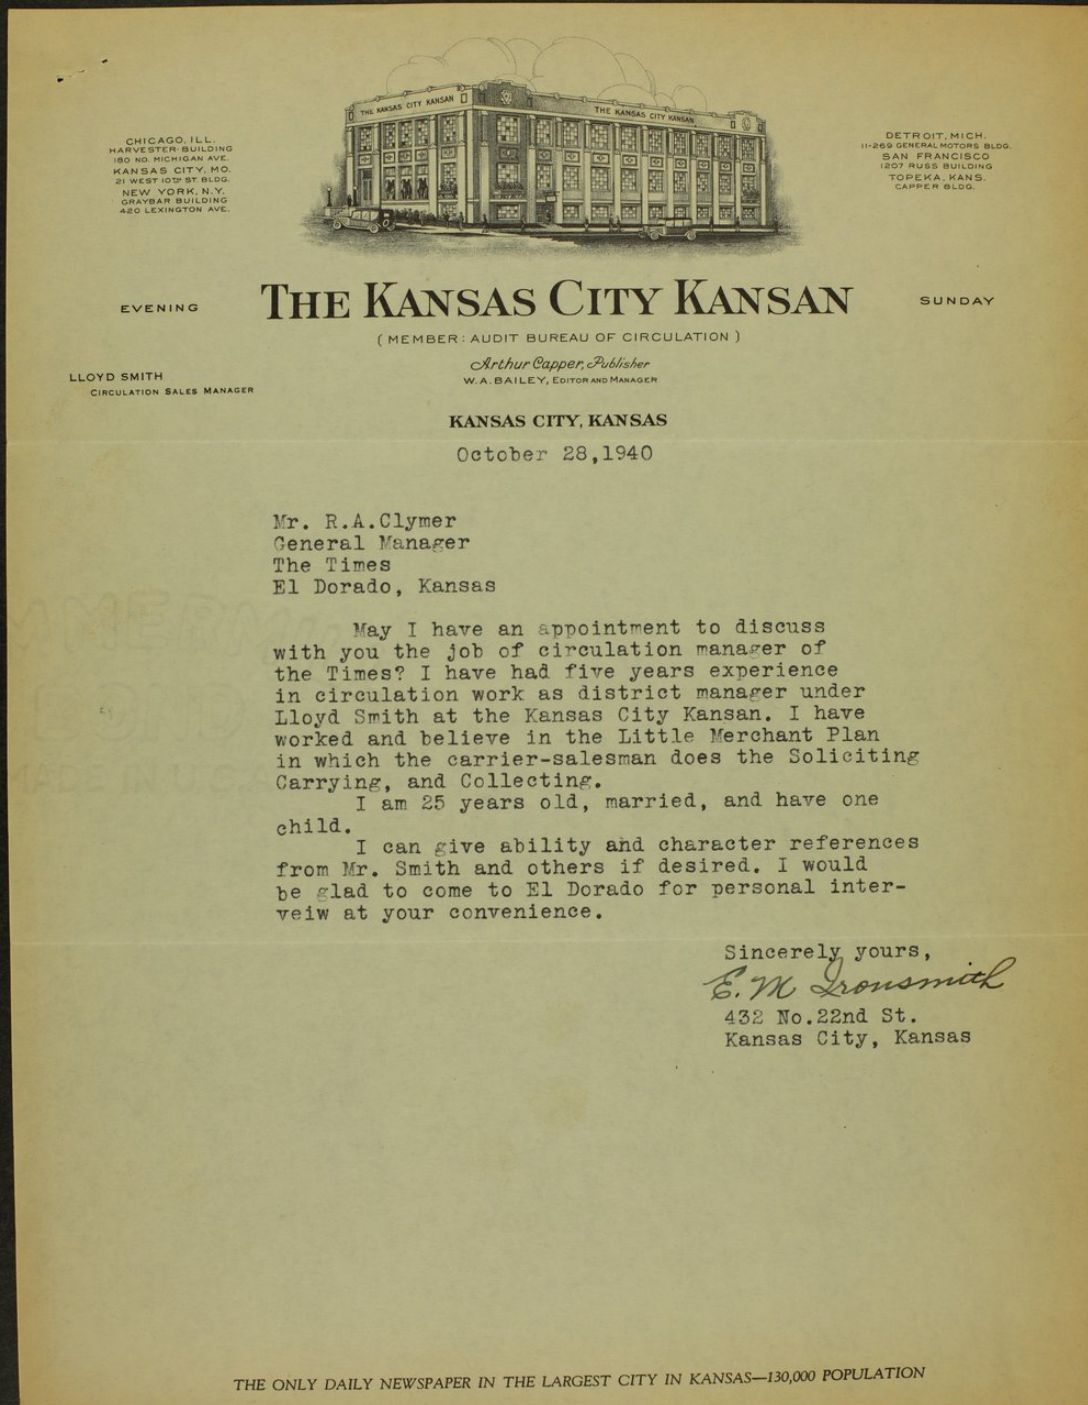 THE KANSAS CITY KANSAN
THE KANSAS CITY KANSAN
CHICAGO, ILL.
HARVESTER BUILDING
180 NO. MICHIGAN AVE.
KANSAS CITY, MO.
21 WEST 10TH ST. BLDG.
NEW YORK, N.Y.
GRAYBAR BUILDING
420 LEXINGTON AVE.
DETROIT, MICH.
11-269 GENERAL MOTORS BLDG.
SAN FRANCISCO
1207 RUSS BUILDING
TOPEKA, KANS.
CAPPER BLDG.
EVENING
THE KANSAS CITY KANSAN
SUNDAY
( MEMBER: AUDIT BUREAU OF CIRCULATION )
Arthur Capper, Publisher
W. A. BAILEY, EDITOR AND MANAGER
LLOYD SMITH
CIRCULATION SALES MANAGER
KANSAS CITY, KANSAS
October 28,1940
Mr. R.A.Clymer
General Manager
The Times
El Dorado, Kansas
May I have an appointment to discuss
with you the job of circulation manager of
the Times? I have had five years experience
in circulation work as district manager under
Lloyd Smith at the Kansas City Kansan. I have
worked and believe in the Little Merchant Plan
in which the carrier-salesman does the Soliciting
Carrying, and Collecting.
I am 25 years old, married, and have one
child.
I can give ability and character references
from Mr. Smith and others if desired. I would
be glad to come to El Dorado for personal inter-
veiw at your convenience.
Sincerely yours,
E. M Ironsmith
432 No.22nd St.
Kansas City, Kansas
THE ONLY DAILY NEWSPAPER IN THE LARGEST CITY IN KANSAS—130,000 POPULATION